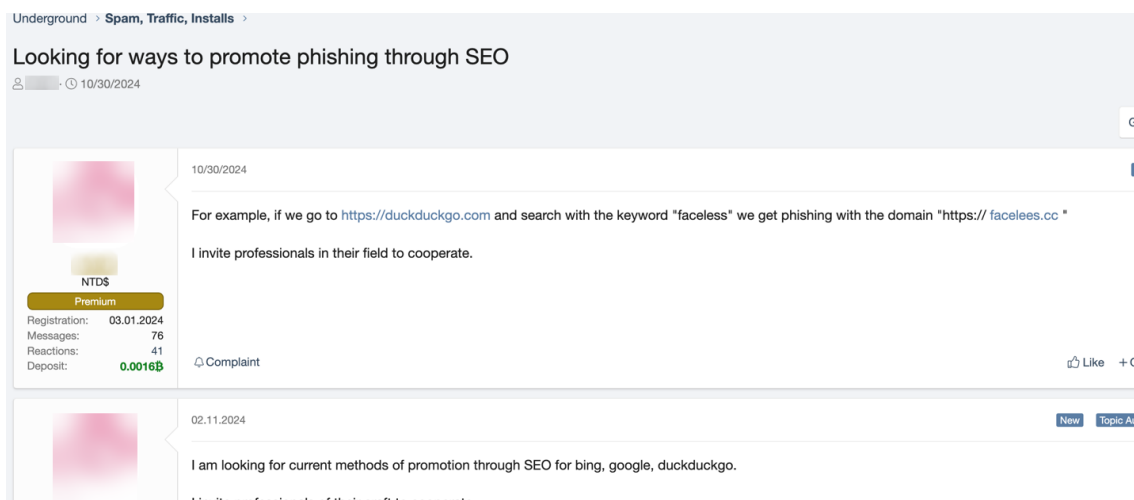 Underground > Spam, Traffic, Installs >
Looking for ways to promote phishing through SEO
· 10/30/2024
10/30/2024
For example, if we go to https://duckduckgo.com and search with the keyword "faceless" we get phishing with the domain "https:// facelees.cc "
I invite professionals in their field to cooperate.
NTD$
Premium
Registration: 03.01.2024
Messages: 76
Reactions: 41
Deposit: 0.0016₿
Complaint
Like
02.11.2024
New
I am looking for current methods of promotion through SEO for bing, google, duckduckgo.